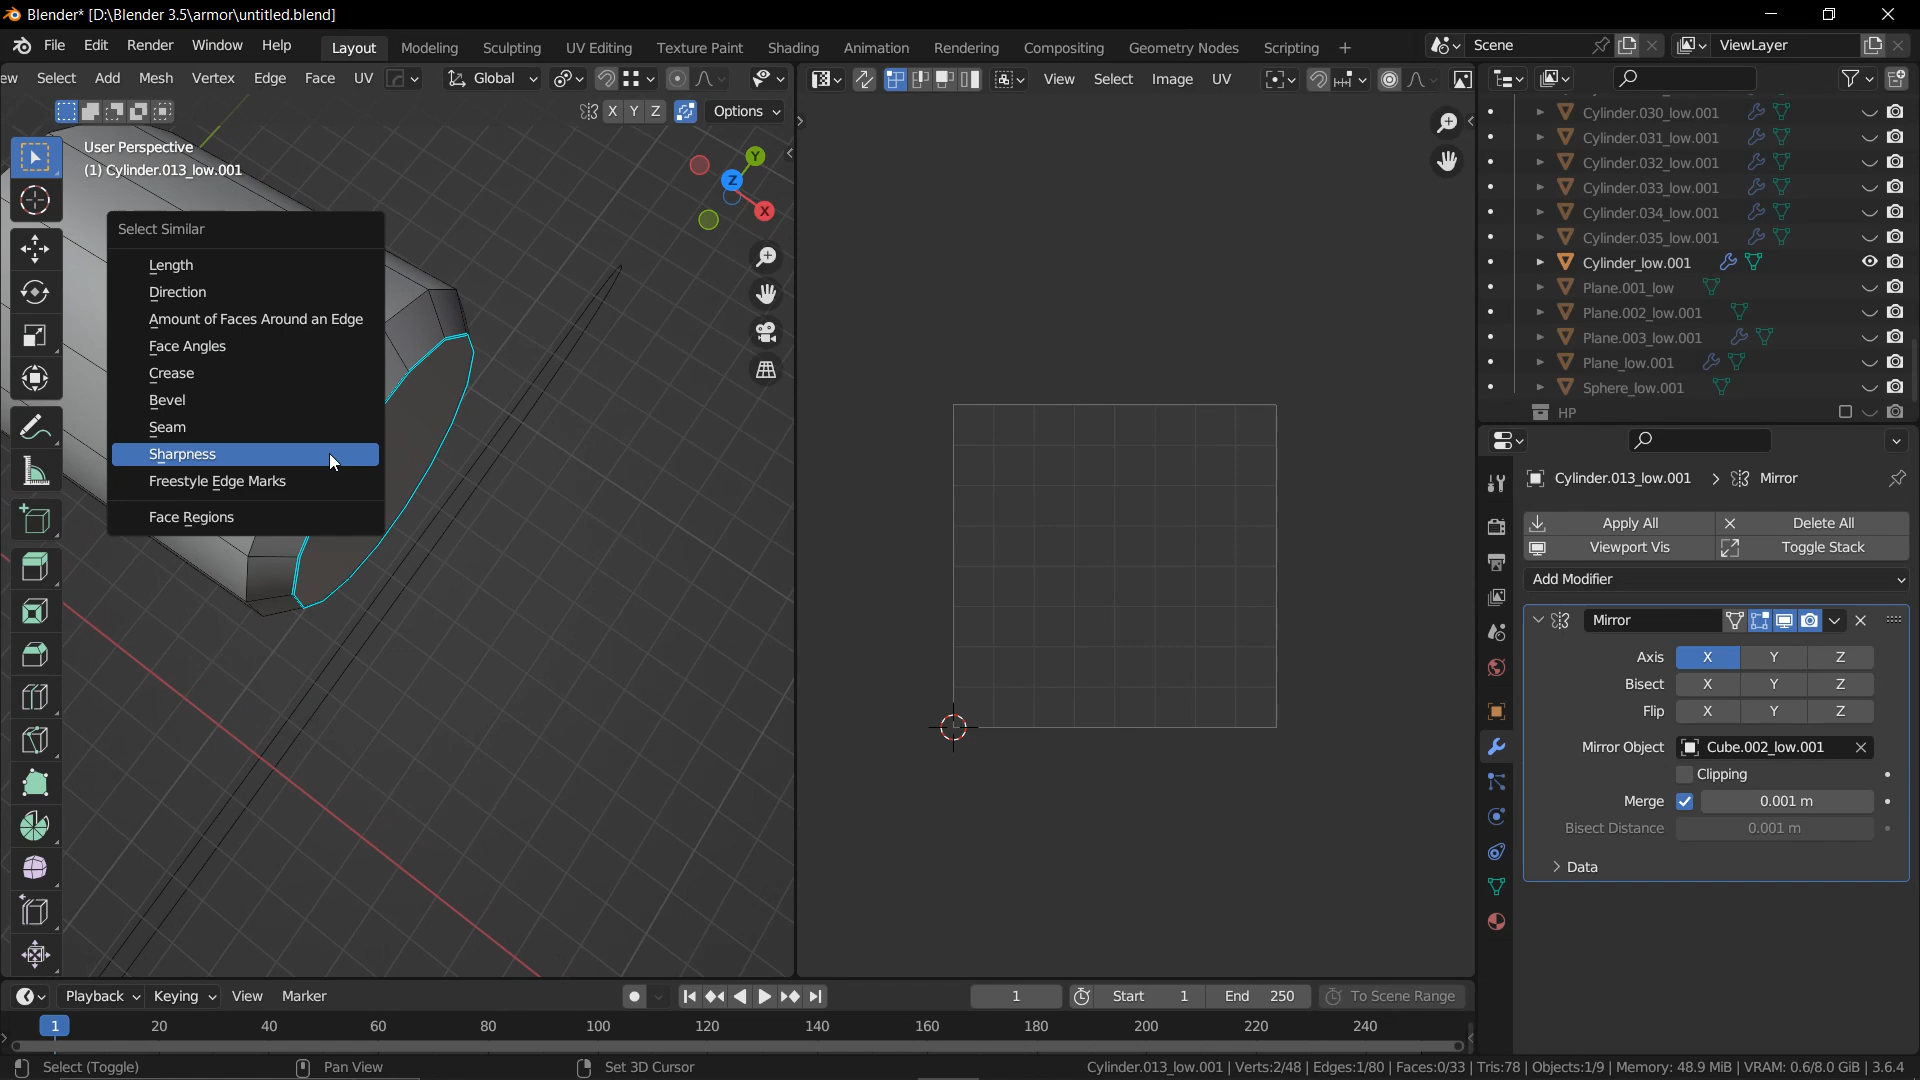 Blender* [D:\Blender 3.5\armor\untitled.blend]
File Edit Render Window Help Layout Modeling Sculpting UV Editing Texture Paint Shading Animation Rendering Compositing Geometry Nodes Scripting + Scene ViewLayer
ew Select Add Mesh Vertex Edge Face UV Global View Select Image UV
X Y Z Options
User Perspective
(1) Cylinder.013_low.001
Y
Z
X
Select Similar
Length
Direction
Amount of Faces Around an Edge
Face Angles
Crease
Bevel
Seam
Sharpness
Freestyle Edge Marks
Face Regions
Cylinder.030_low.001
Cylinder.031_low.001
Cylinder.032_low.001
Cylinder.033_low.001
Cylinder.034_low.001
Cylinder.035_low.001
Cylinder_low.001
Plane.001_low
Plane.002_low.001
Plane.003_low.001
Plane_low.001
Sphere_low.001
HP
Cylinder.013_low.001 > Mirror
Apply All Delete All
Viewport Vis Toggle Stack
Add Modifier
Mirror
Axis X Y Z
Bisect X Y Z
Flip X Y Z
Mirror Object Cube.002_low.001
Clipping
Merge 0.001 m
Bisect Distance 0.001 m
Data
Playback Keying View Marker 1 Start 1 End 250 To Scene Range
1 20 40 60 80 100 120 140 160 180 200 220 240
Select (Toggle) Pan View Set 3D Cursor Cylinder.013_low.001 | Verts:2/48 | Edges:1/80 | Faces:0/33 | Tris:78 | Objects:1/9 | Memory: 48.9 MiB | VRAM: 0.6/8.0 GiB | 3.6.4